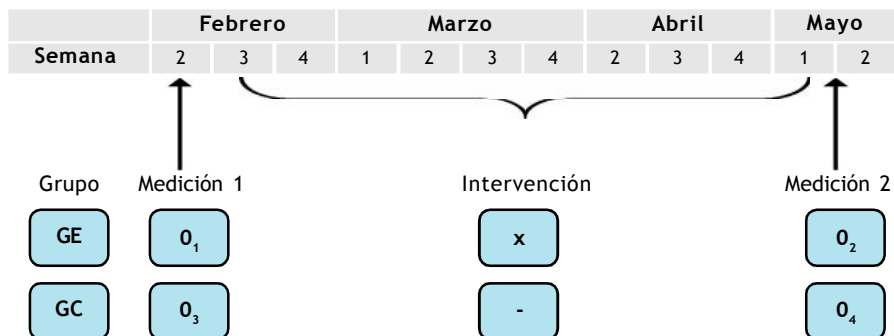 Febrero Marzo Abril Mayo
Semana 2 3 4 1 2 3 4 2 3 4 1 2
Grupo Medición 1 Intervención Medición 2
GE 0₁ x 0₂
GC 0₃ - 0₄